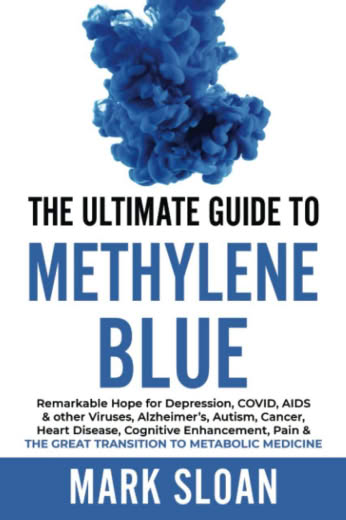 THE ULTIMATE GUIDE TO
METHYLENE
BLUE
Remarkable Hope for Depression, COVID, AIDS
& other Viruses, Alzheimer's, Autism, Cancer,
Heart Disease, Cognitive Enhancement, Pain &
THE GREAT TRANSITION TO METABOLIC MEDICINE
MARK SLOAN